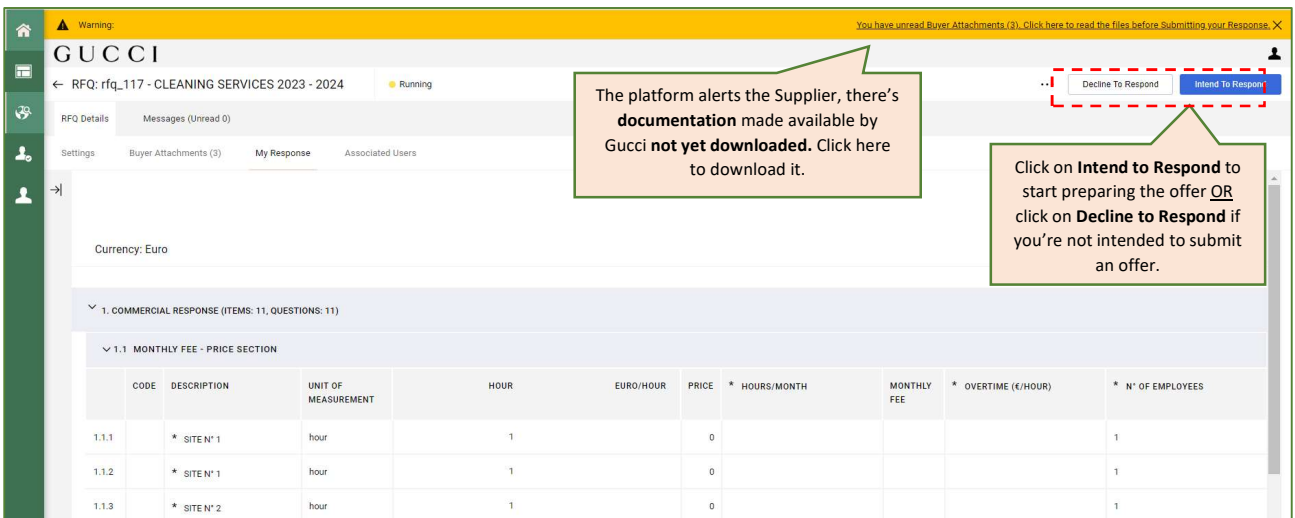 Warning:
You have unread Buyer Attachments (3). Click here to read the files before Submitting your Response.
GUCCI
RFQ: rfq_117 - CLEANING SERVICES 2023 - 2024
Running
Decline To Respond
Intend To Respond
The platform alerts the Supplier, there's
documentation made available by
Gucci not yet downloaded. Click here
to download it.
RFQ Details
Messages (Unread 0)
Settings
Buyer Attachments (3)
My Response
Associated Users
Click on Intend to Respond to
start preparing the offer OR
click on Decline to Respond if
you're not intended to submit
an offer.
Currency: Euro
1. COMMERCIAL RESPONSE (ITEMS: 11, QUESTIONS: 11)
1.1 MONTHLY FEE - PRICE SECTION
CODE DESCRIPTION UNIT OF MEASUREMENT HOUR EURO/HOUR PRICE * HOURS/MONTH MONTHLY FEE * OVERTIME (€/HOUR) * N° OF EMPLOYEES
1.1.1 * SITE N° 1 hour 1 0 1
1.1.2 * SITE N° 1 hour 1 0 1
1.1.3 * SITE N° 2 hour 1 0 1